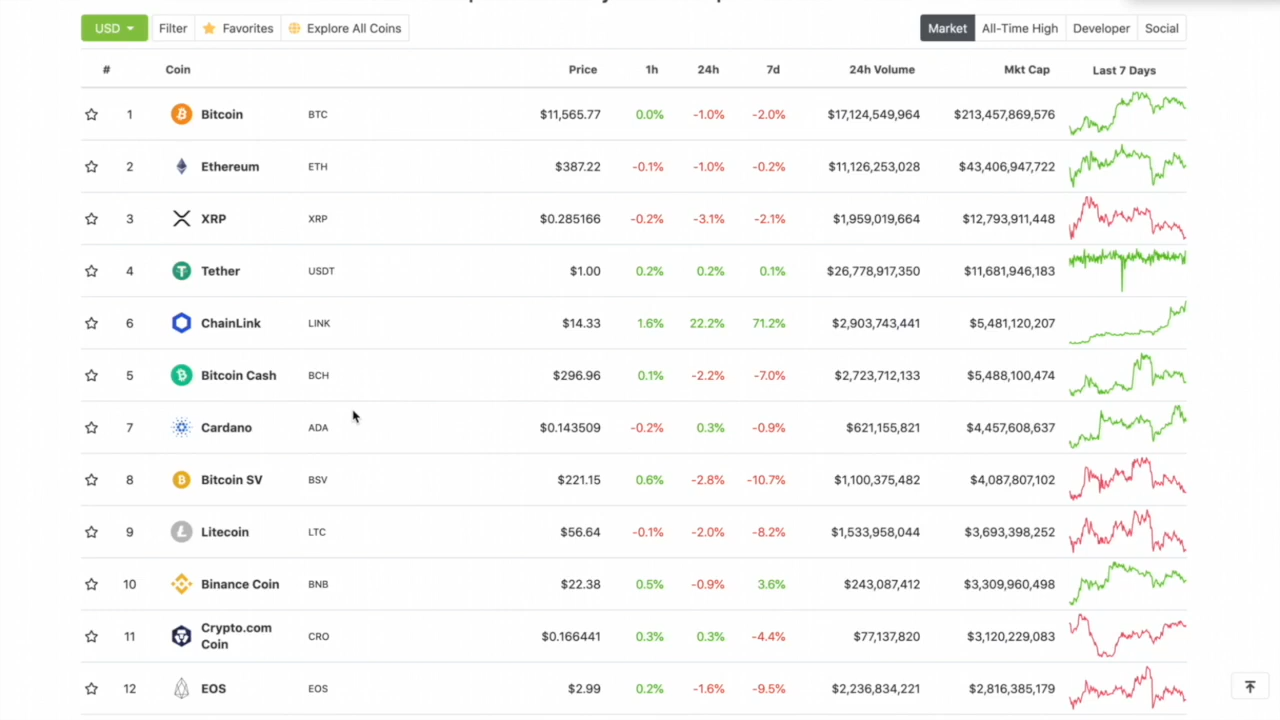 USD Filter Favorites Explore All Coins Market All-Time High Developer Social
# Coin Price 1h 24h 7d 24h Volume Mkt Cap Last 7 Days
1 Bitcoin BTC $11,565.77 0.0% -1.0% -2.0% $17,124,549,964 $213,457,869,576
2 Ethereum ETH $387.22 -0.1% -1.0% -0.2% $11,126,253,028 $43,406,947,722
3 XRP XRP $0.285166 -0.2% -3.1% -2.1% $1,959,019,664 $12,793,911,448
4 Tether USDT $1.00 0.2% 0.2% 0.1% $26,778,917,350 $11,681,946,183
6 ChainLink LINK $14.33 1.6% 22.2% 71.2% $2,903,743,441 $5,481,120,207
5 Bitcoin Cash BCH $296.96 0.1% -2.2% -7.0% $2,723,712,133 $5,488,100,474
7 Cardano ADA $0.143509 -0.2% 0.3% -0.9% $621,155,821 $4,457,608,637
8 Bitcoin SV BSV $221.15 0.6% -2.8% -10.7% $1,100,375,482 $4,087,807,102
9 Litecoin LTC $56.64 -0.1% -2.0% -8.2% $1,533,958,044 $3,693,398,252
10 Binance Coin BNB $22.38 0.5% -0.9% 3.6% $243,087,412 $3,309,960,498
11 Crypto.com Coin CRO $0.166441 0.3% 0.3% -4.4% $77,137,820 $3,120,229,083
12 EOS EOS $2.99 0.2% -1.6% -9.5% $2,236,834,221 $2,816,385,179